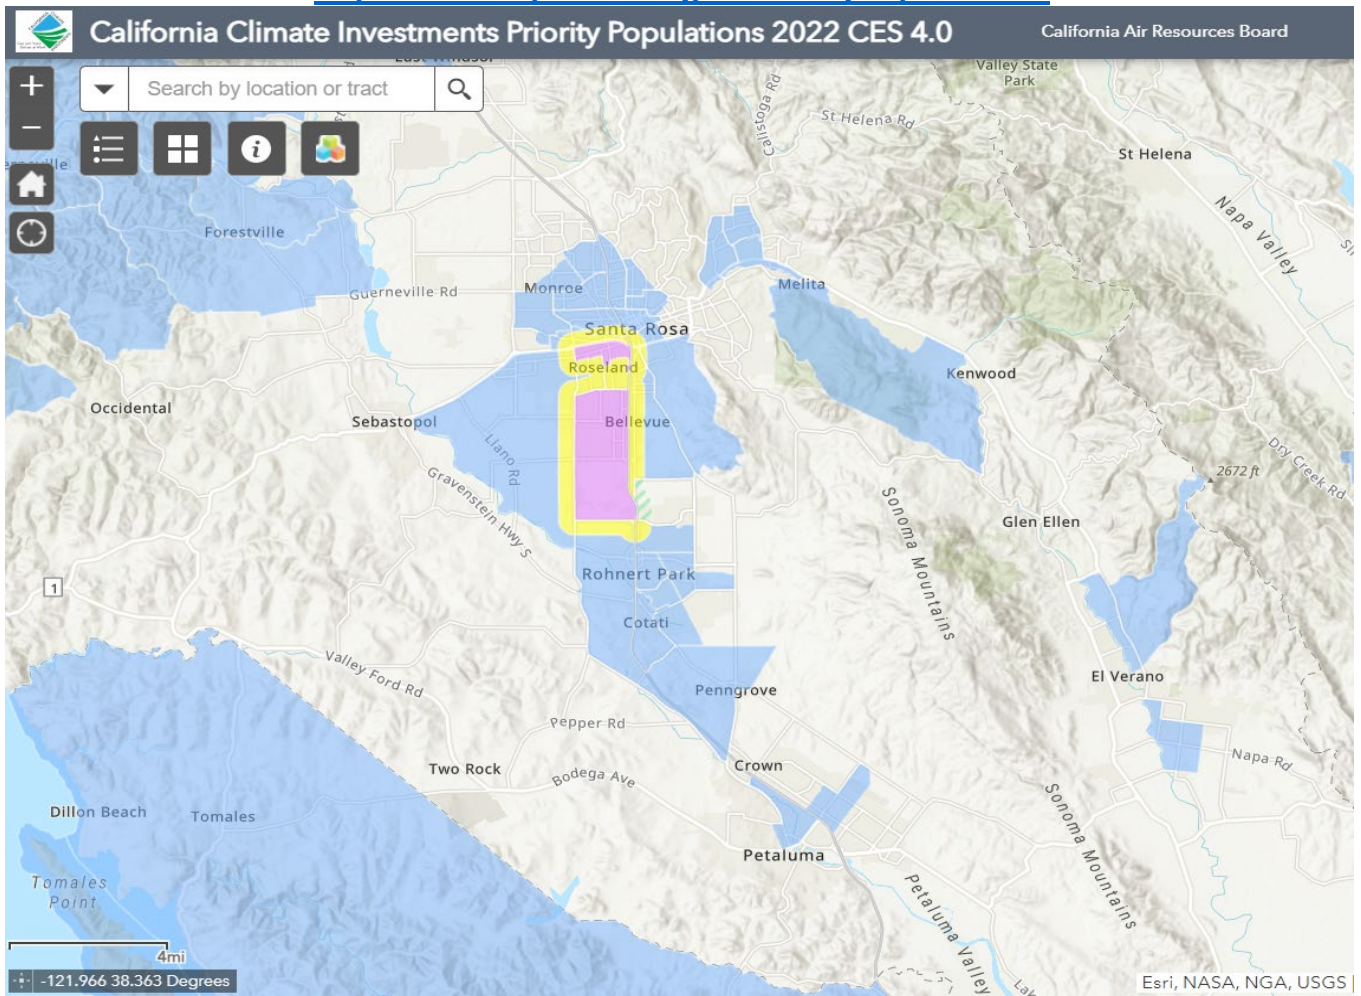 California Climate Investments Priority Populations 2022 CES 4.0
California Air Resources Board
Valley State
Park
Search by location or tract
Calistoga Rd
St Helena Rd
St Helena
Napa Valley
Forestville
Guerneville Rd
Monroe
Melita
Santa Rosa
Roseland
Kenwood
Occidental
Sebastopol
Bellevue
Llano Rd
Gravenstein Hwy S
Dry Creek Rd
2672 ft
Sonoma Mountains
Glen Ellen
1
Rohnert Park
Cotati
Valley Ford Rd
El Verano
Penngrove
Pepper Rd
Two Rock
Bodega Ave
Crown
Napa Rd
Dillon Beach
Tomales
Sonoma Mountains
Petaluma
Tomales
Point
Petaluma Valley
4mi
-121.966 38.363 Degrees
Esri, NASA, NGA, USGS